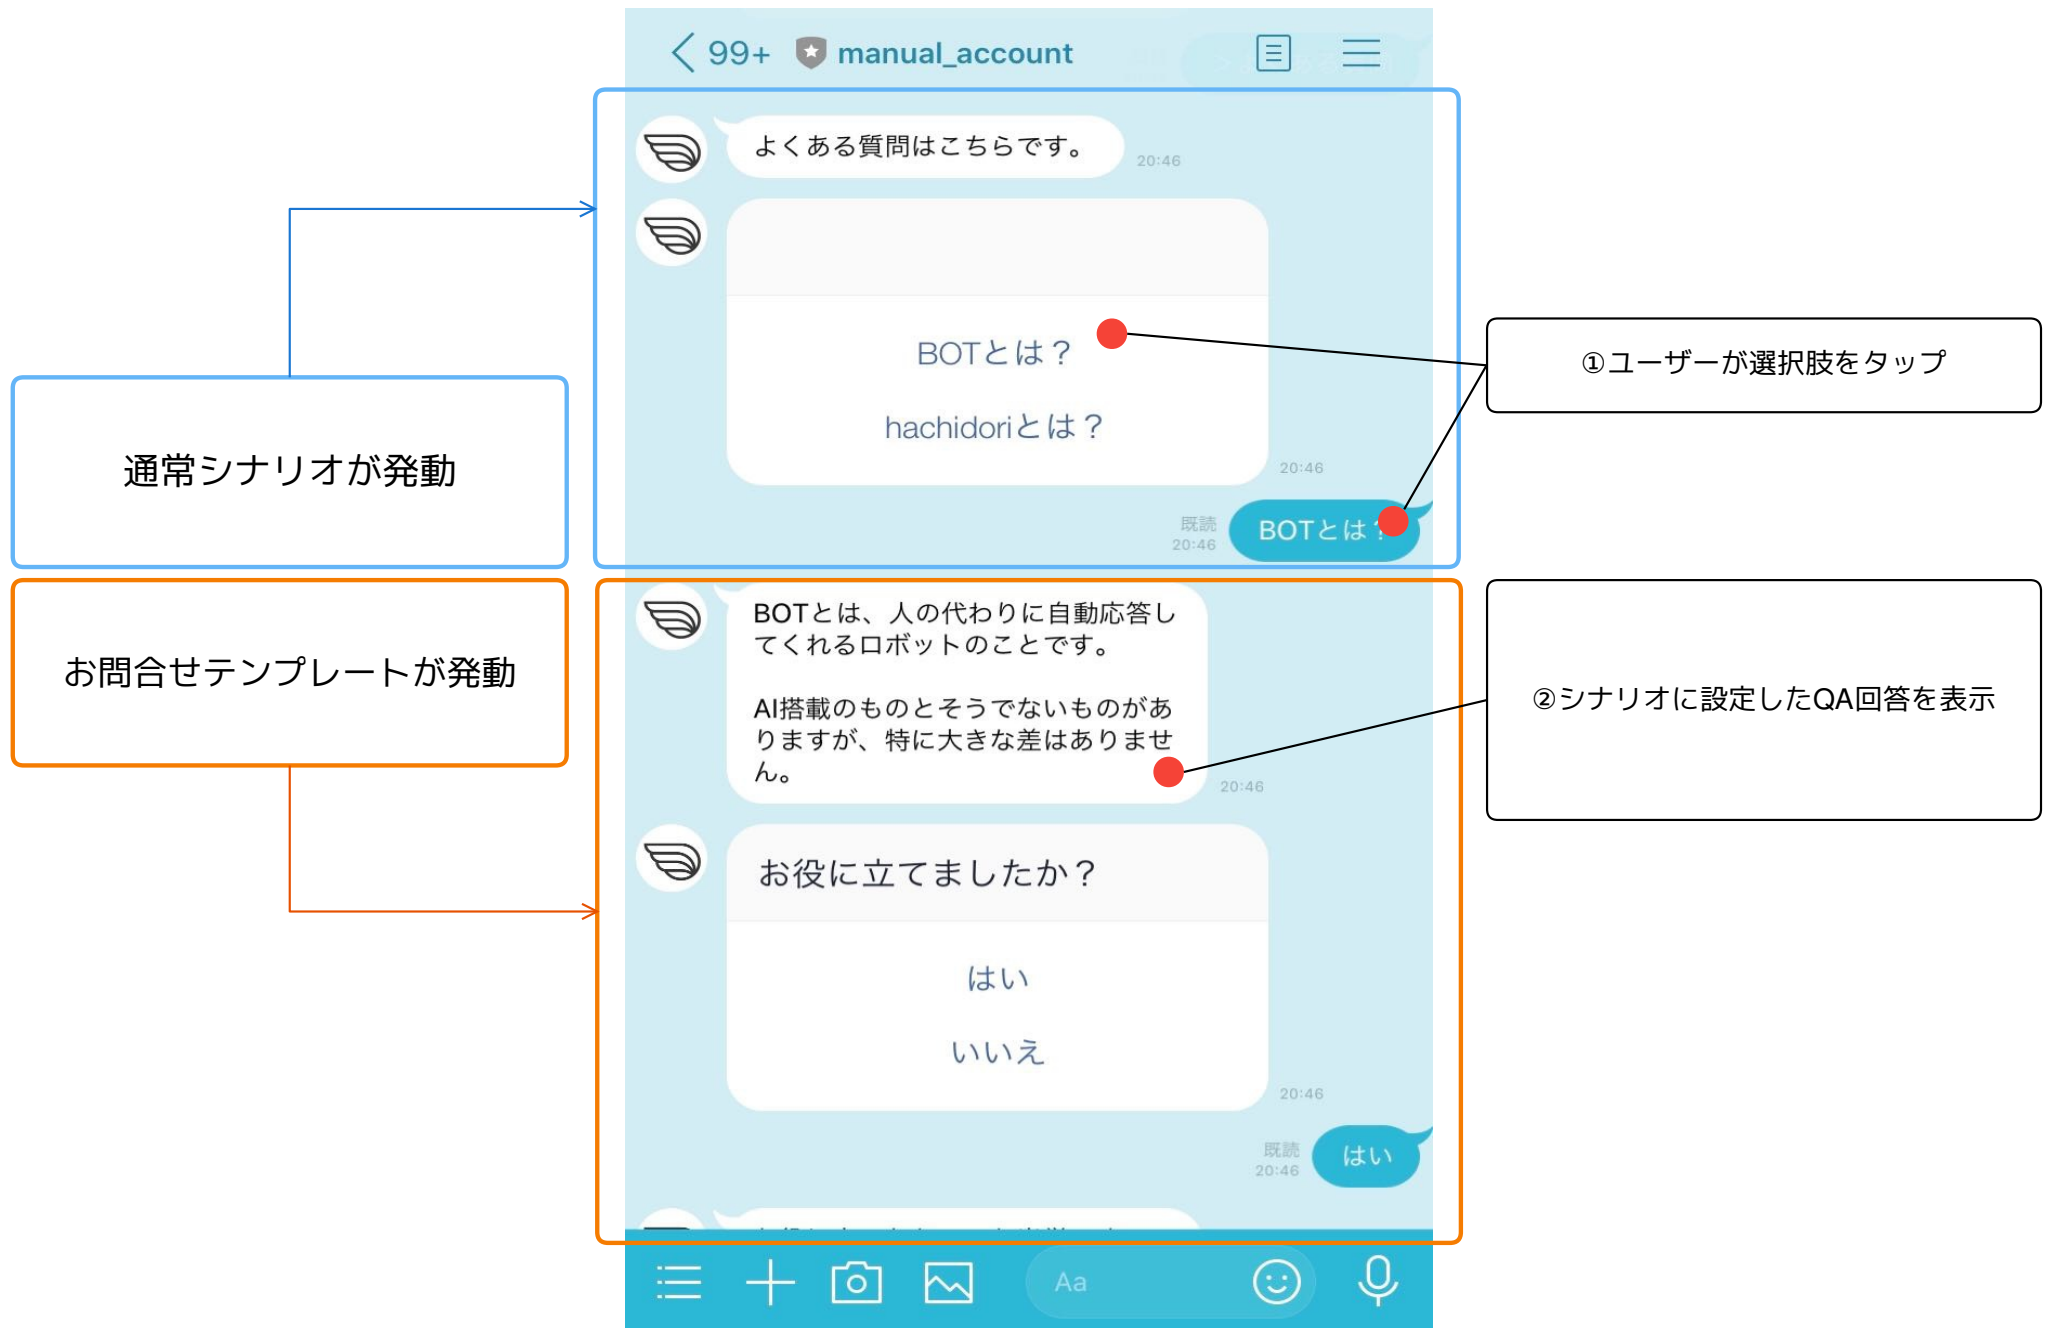 99+ manual_account
よくある質問はこちらです。
20:46
BOTとは？
①ユーザーが選択肢をタップ
hachidoriとは？
20:46
通常シナリオが発動
既読
20:46
BOTとは？
BOTとは、人の代わりに自動応答し
てくれるロボットのことです。
AI搭載のものとそうでないものがあ
りますが、特に大きな差はありませ
ん。
20:46
お問合せテンプレートが発動
②シナリオに設定したQA回答を表示
お役に立てましたか？
はい
いいえ
20:46
既読
20:46
はい
Aa